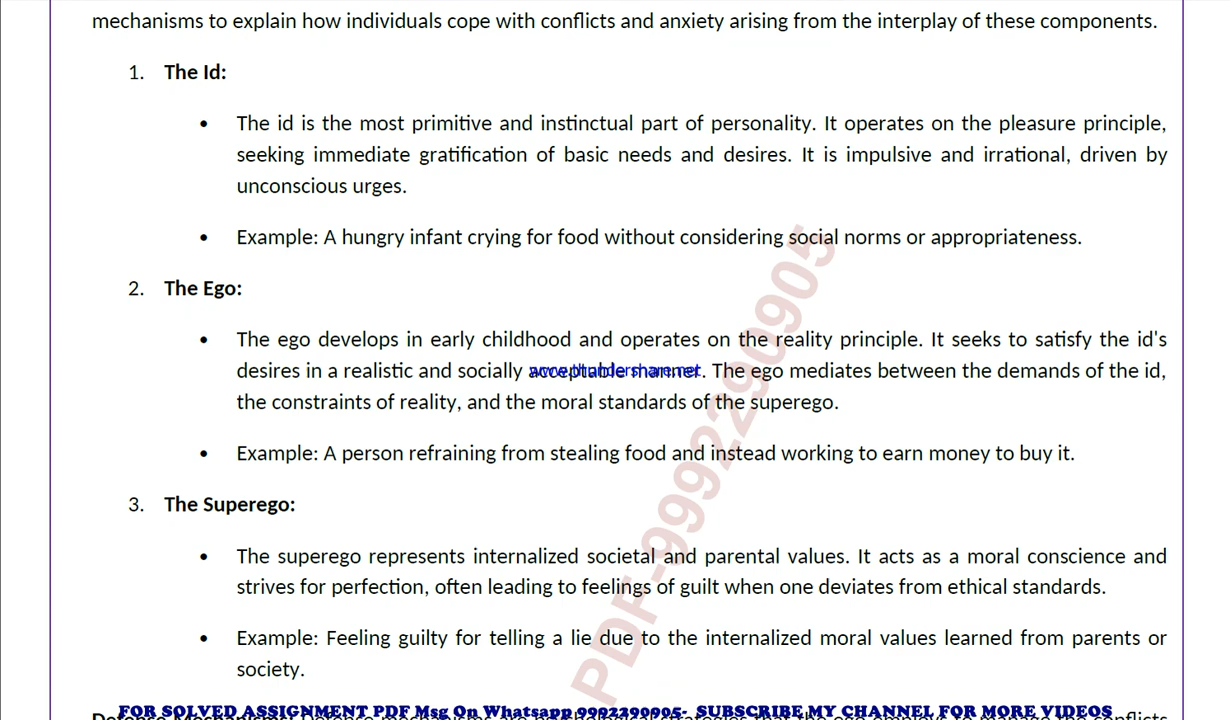 mechanisms to explain how individuals cope with conflicts and anxiety arising from the interplay of these components.
1. The Id:
• The id is the most primitive and instinctual part of personality. It operates on the pleasure principle,
seeking immediate gratification of basic needs and desires. It is impulsive and irrational, driven by
unconscious urges.
• Example: A hungry infant crying for food without considering social norms or appropriateness.
2. The Ego:
• The ego develops in early childhood and operates on the reality principle. It seeks to satisfy the id's
desires in a realistic and socially acceptable manner. The ego mediates between the demands of the id,
the constraints of reality, and the moral standards of the superego.
• Example: A person refraining from stealing food and instead working to earn money to buy it.
3. The Superego:
• The superego represents internalized societal and parental values. It acts as a moral conscience and
strives for perfection, often leading to feelings of guilt when one deviates from ethical standards.
• Example: Feeling guilty for telling a lie due to the internalized moral values learned from parents or
society.
FOR SOLVED ASSIGNMENT PDF Msg On Whatsapp 9992290905- SUBSCRIBE MY CHANNEL FOR MORE VIDEOS
PDF-9992290905